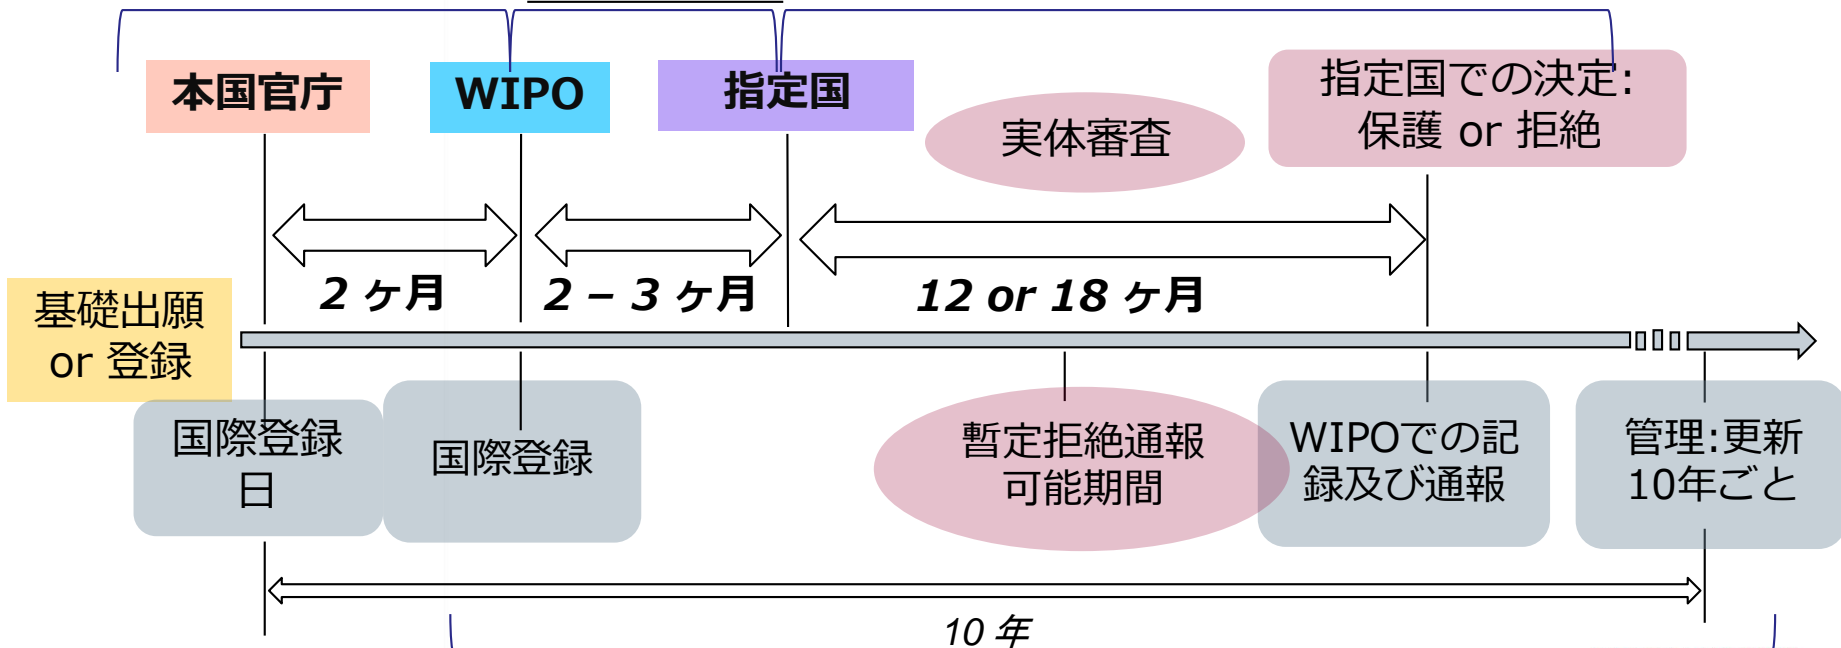 本国官庁
WIPO
指定国
実体審査
指定国での決定:
保護 or 拒絶
2 ヶ月
2 – 3 ヶ月
12 or 18 ヶ月
基礎出願
or 登録
国際登録
日
国際登録
暫定拒絶通報
可能期間
WIPOでの記
録及び通報
管理:更新
10年ごと
10 年